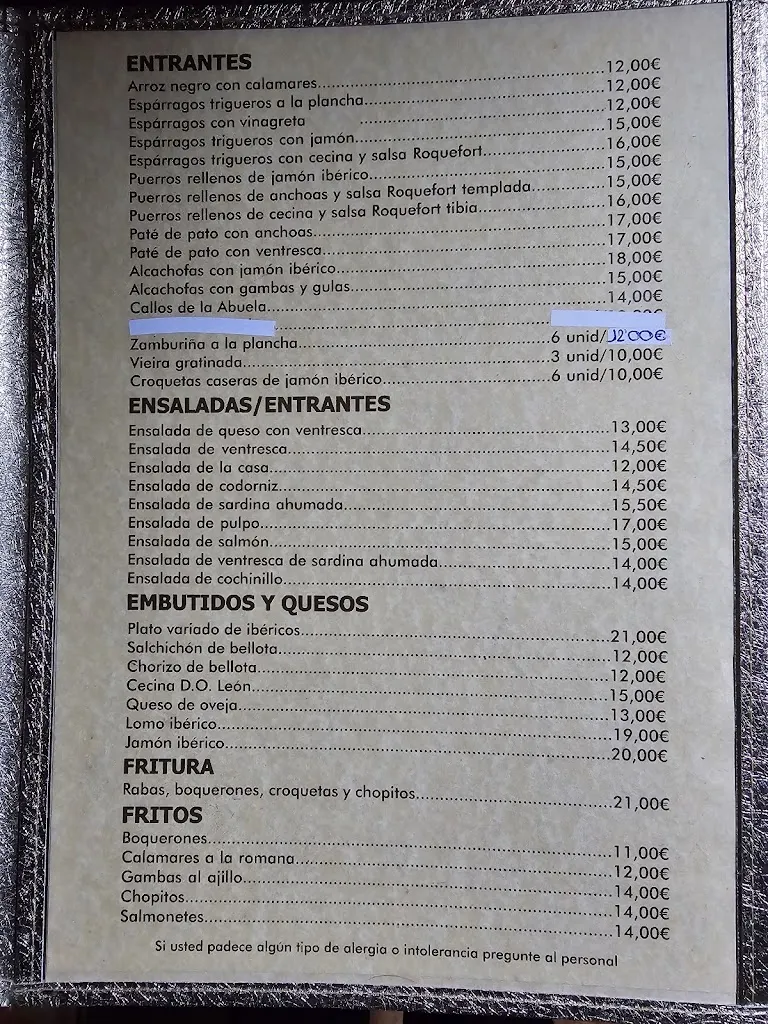 ENTRANTES
Arroz negro con calamares..........12,00€
Espárragos trigueros a la plancha..........12,00€
Espárragos con vinagreta ..........12,00€
Espárragos trigueros con jamón..........15,00€
Espárragos trigueros con cecina y salsa Roquefort..........16,00€
Puerros rellenos de jamón ibérico..........15,00€
Puerros rellenos de anchoas y salsa Roquefort templada..........15,00€
Puerros rellenos de cecina y salsa Roquefort tibia..........16,00€
Paté de pato con anchoas..........17,00€
Paté de pato con ventresca..........17,00€
Alcachofas con jamón ibérico..........18,00€
Alcachofas con gambas y gulas..........15,00€
Callos de la Abuela..........14,00€
Zamburiña a la plancha..........6 unid/12'00€
Vieira gratinada..........3 unid/10,00€
Croquetas caseras de jamón ibérico..........6 unid/10,00€
ENSALADAS/ENTRANTES
Ensalada de queso con ventresca..........13,00€
Ensalada de ventresca..........14,50€
Ensalada de la casa..........12,00€
Ensalada de codorniz..........14,50€
Ensalada de sardina ahumada..........15,50€
Ensalada de pulpo..........17,00€
Ensalada de salmón..........15,00€
Ensalada de ventresca de sardina ahumada..........14,00€
Ensalada de cochinillo..........14,00€
EMBUTIDOS Y QUESOS
Plato variado de ibéricos..........21,00€
Salchichón de bellota..........12,00€
Chorizo de bellota..........12,00€
Cecina D.O. León..........15,00€
Queso de oveja..........13,00€
Lomo ibérico..........19,00€
Jamón ibérico..........20,00€
FRITURA
Rabas, boquerones, croquetas y chopitos..........21,00€
FRITOS
Boquerones..........11,00€
Calamares a la romana..........12,00€
Gambas al ajillo..........14,00€
Chopitos..........14,00€
Salmonetes..........14,00€
Si usted padece algún tipo de alergia o intolerancia pregunte al personal